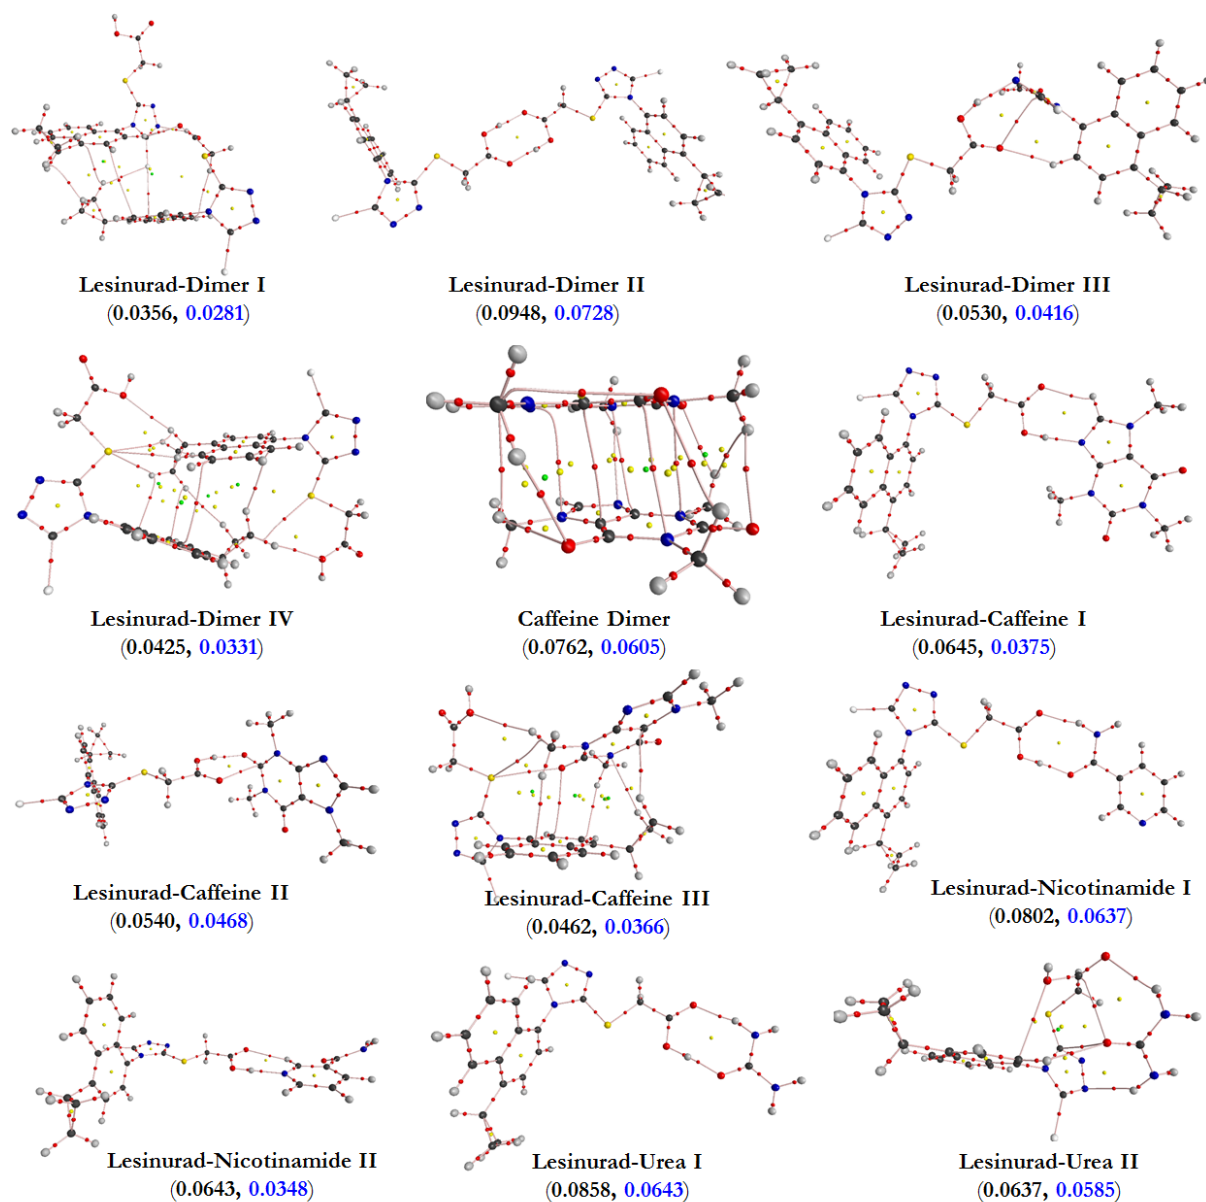 Lesinurad-Dimer I
(0.0356, 0.0281)
Lesinurad-Dimer II
(0.0948, 0.0728)
Lesinurad-Dimer III
(0.0530, 0.0416)
Lesinurad-Dimer IV
(0.0425, 0.0331)
Caffeine Dimer
(0.0762, 0.0605)
Lesinurad-Caffeine I
(0.0645, 0.0375)
Lesinurad-Caffeine II
(0.0540, 0.0468)
Lesinurad-Caffeine III
(0.0462, 0.0366)
Lesinurad-Nicotinamide I
(0.0802, 0.0637)
Lesinurad-Nicotinamide II
(0.0643, 0.0348)
Lesinurad-Urea I
(0.0858, 0.0643)
Lesinurad-Urea II
(0.0637, 0.0585)